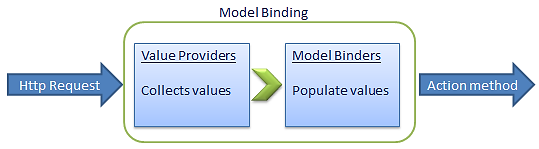 Model Binding
Http Request
Value Providers
Collects values
Model Binders
Populate values
Action method